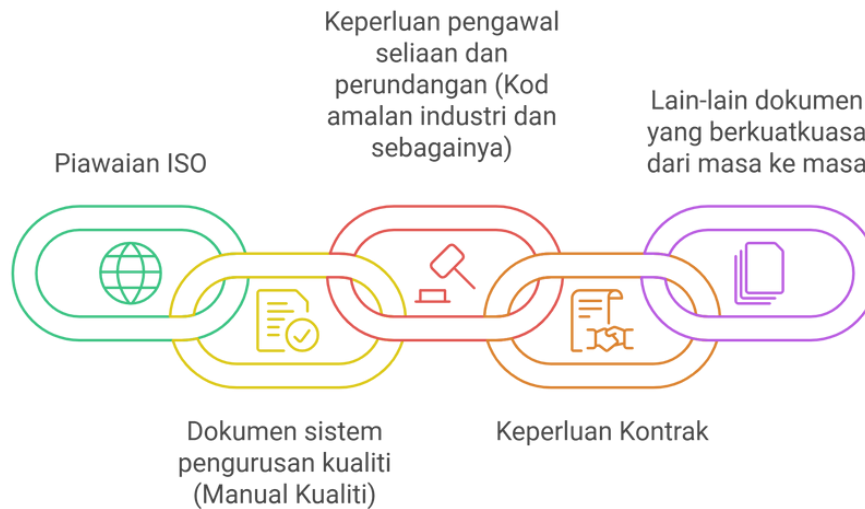 Piawaian ISO
Dokumen sistem
pengurusan kualiti
(Manual Kualiti)
Keperluan pengawal
seliaan dan
perundangan (Kod
amalan industri dan
sebagainya)
Keperluan Kontrak
Lain-lain dokumen
yang berkuatkuasa
dari masa ke masa